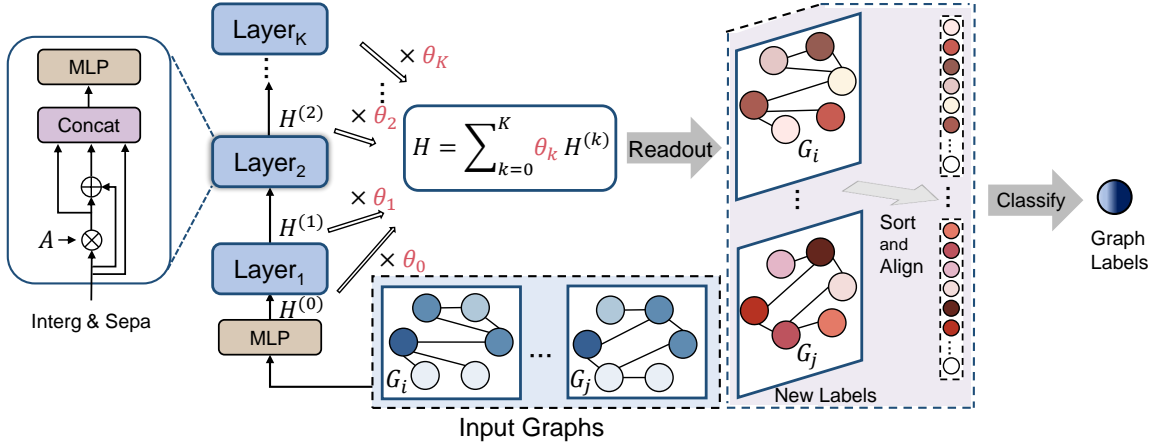 MLP
Concat
A
Interg & Sepa
Layer_K
⋮
H^(2)
Layer_2
H^(1)
Layer_1
H^(0)
MLP
× θ_K
⋮
× θ_2
× θ_1
× θ_0
H = ∑_{k=0}^{K} θ_k H^(k)
Readout
G_i
...
G_j
Input Graphs
G_i
⋮
G_j
New Labels
Sort
and
Align
Classify
Graph
Labels